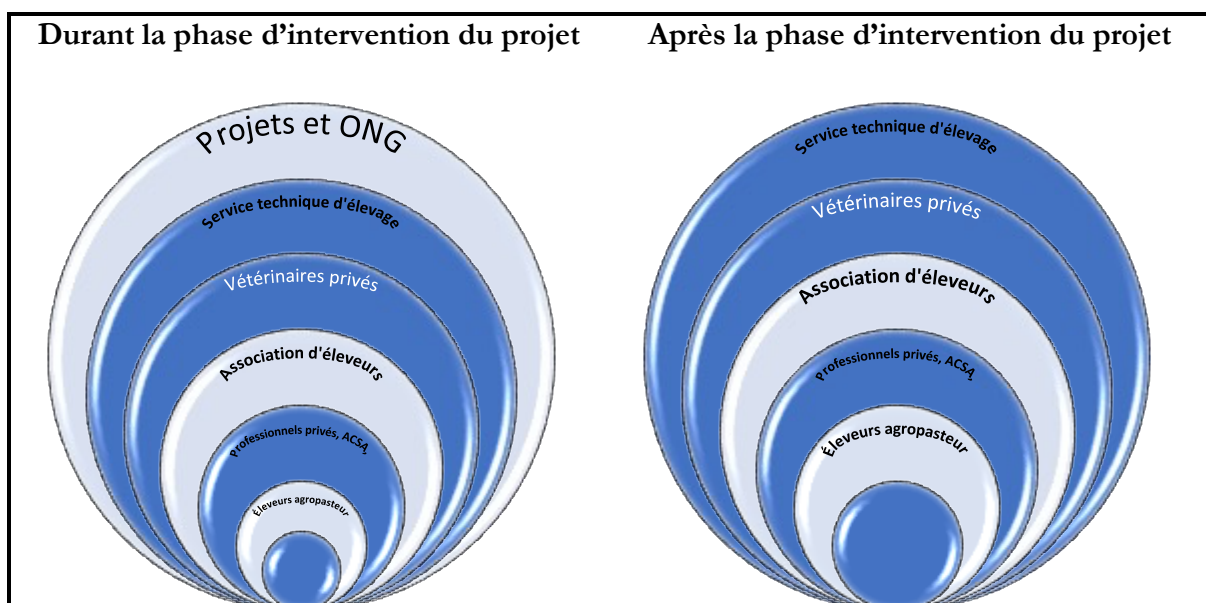 Durant la phase d'intervention du projet
Projets et ONG
Service technique d'élevage
Vétérinaires privés
Association d'éleveurs
Professionnels privés, ACSA,
Éleveurs agropasteur
Après la phase d'intervention du projet
Service technique d'élevage
Vétérinaires privés
Association d'éleveurs
Professionnels privés, ACSA,
Éleveurs agropasteur